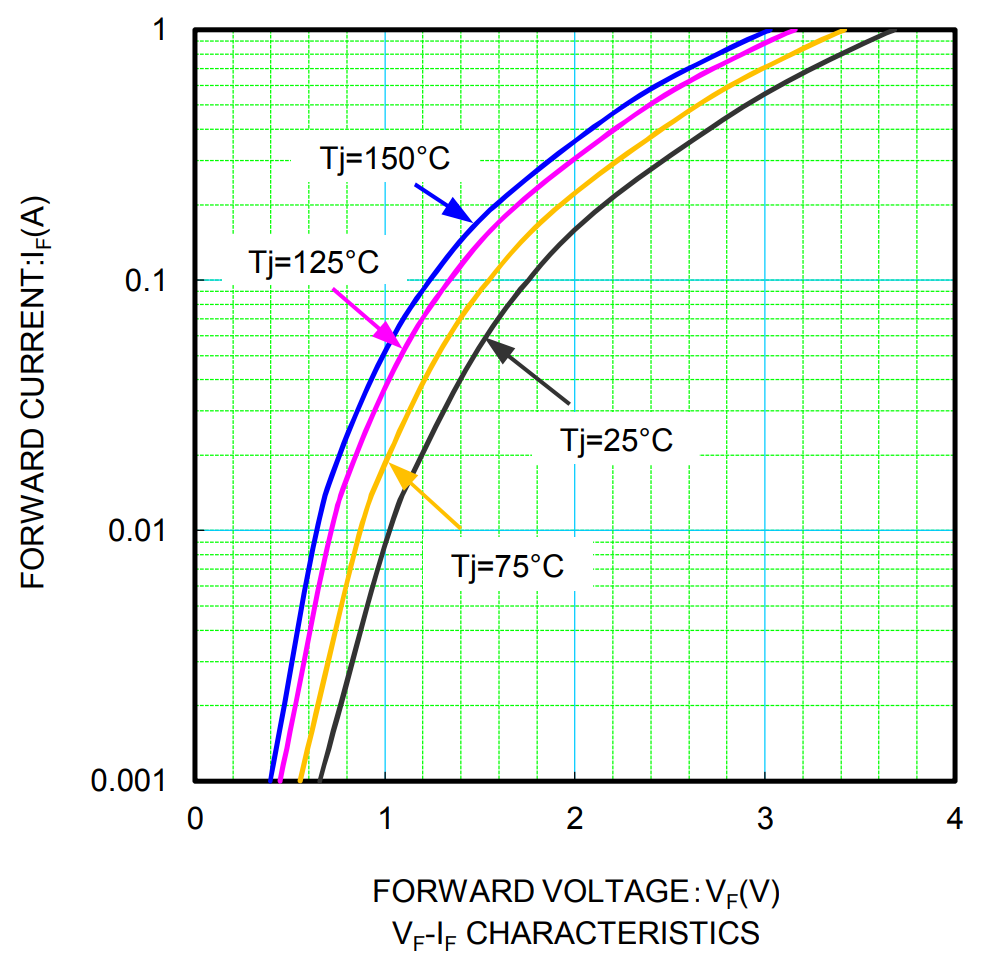 1
Tj=150°C
FORWARD CURRENT:IF(A)
Tj=125°C
0.1
Tj=25°C
0.01
Tj=75°C
0.001
0 1 2 3 4
FORWARD VOLTAGE:VF(V)
VF-IF CHARACTERISTICS